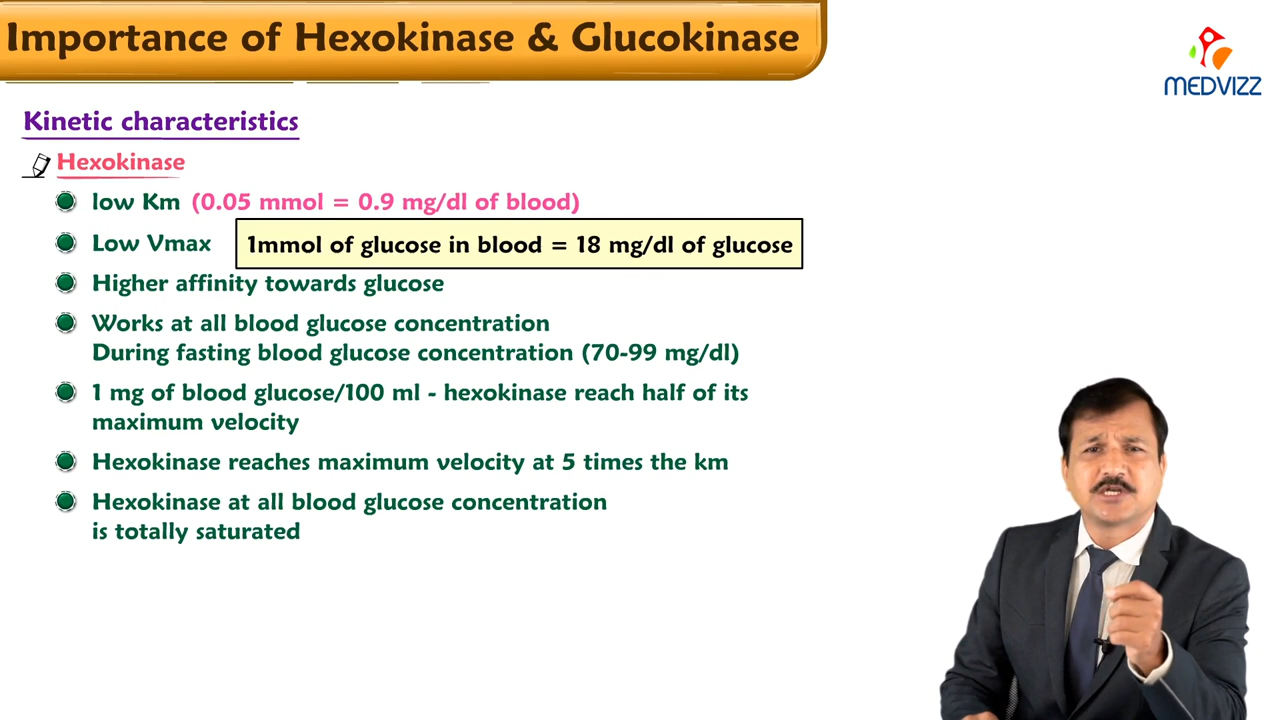 Importance of Hexokinase & Glucokinase
MEDVIZZ
Kinetic characteristics
Hexokinase
low Km (0.05 mmol = 0.9 mg/dl of blood)
Low Vmax
1mmol of glucose in blood = 18 mg/dl of glucose
Higher affinity towards glucose
Works at all blood glucose concentration
During fasting blood glucose concentration (70-99 mg/dl)
1 mg of blood glucose/100 ml - hexokinase reach half of its
maximum velocity
Hexokinase reaches maximum velocity at 5 times the km
Hexokinase at all blood glucose concentration
is totally saturated